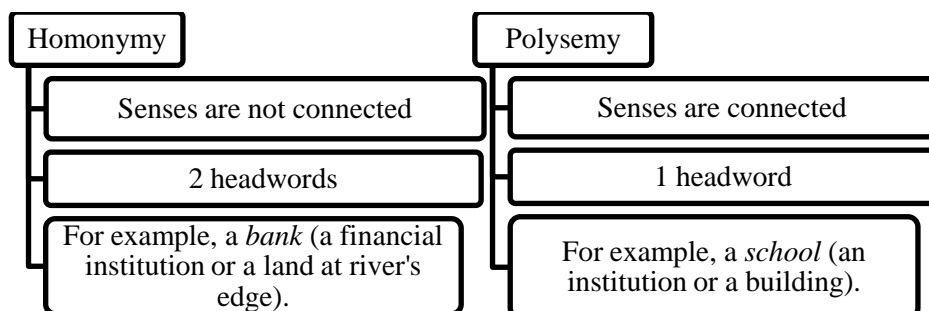 Homonymy
Senses are not connected
2 headwords
For example, a bank (a financial
institution or a land at river's
edge).
Polysemy
Senses are connected
1 headword
For example, a school (an
institution or a building).